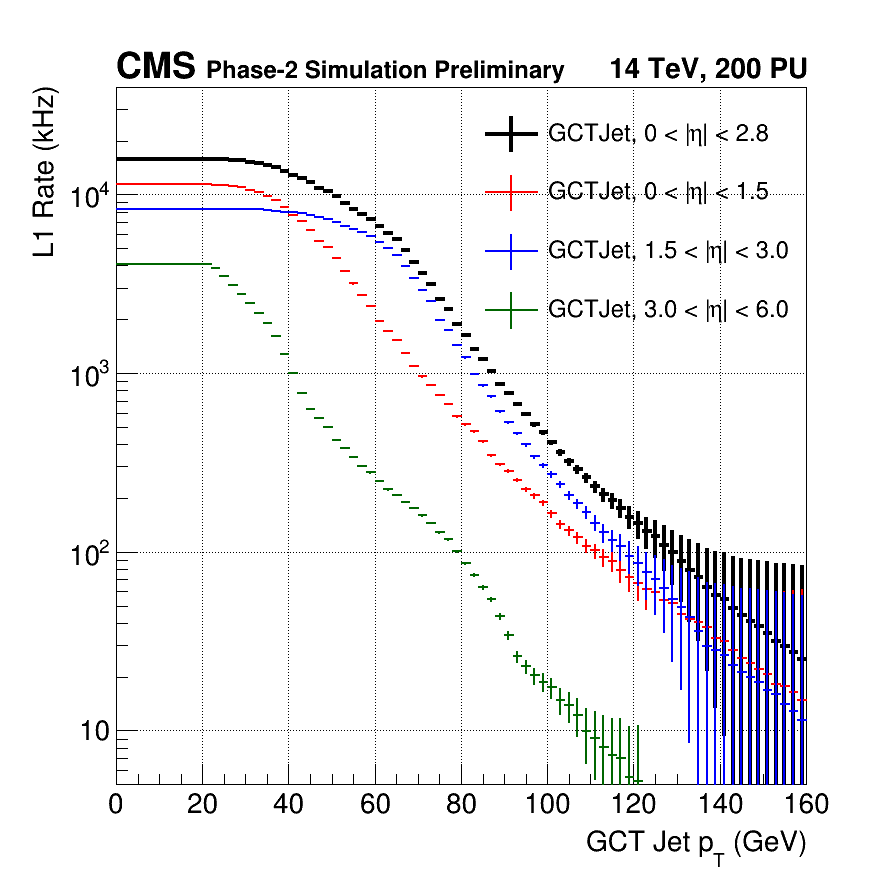 CMS Phase-2 Simulation Preliminary 14 TeV, 200 PU
L1 Rate (kHz)
GCTJet, 0 < |η| < 2.8
GCTJet, 0 < |η| < 1.5
GCTJet, 1.5 < |η| < 3.0
GCTJet, 3.0 < |η| < 6.0
10⁴
10³
10²
10
0 20 40 60 80 100 120 140 160
GCT Jet p_T (GeV)